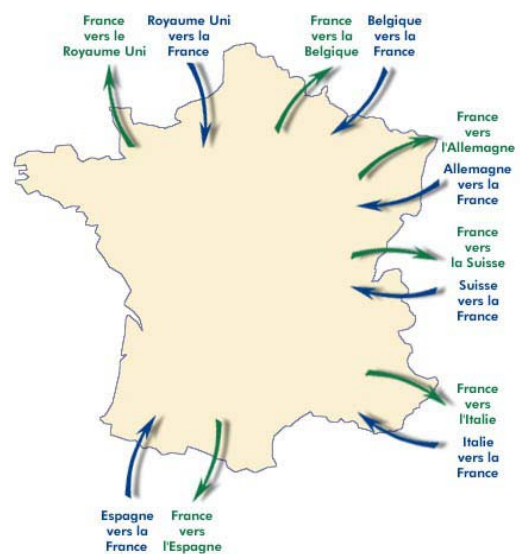 France
vers le
Royaume Uni
Royaume Uni
vers la
France
France
vers la
Belgique
Belgique
vers la
France
France
vers
l'Allemagne
Allemagne
vers la
France
France
vers
la Suisse
Suisse
vers la
France
France
vers
l'Italie
Italie
vers la
France
Espagne
vers la
France
France
vers
l'Espagne